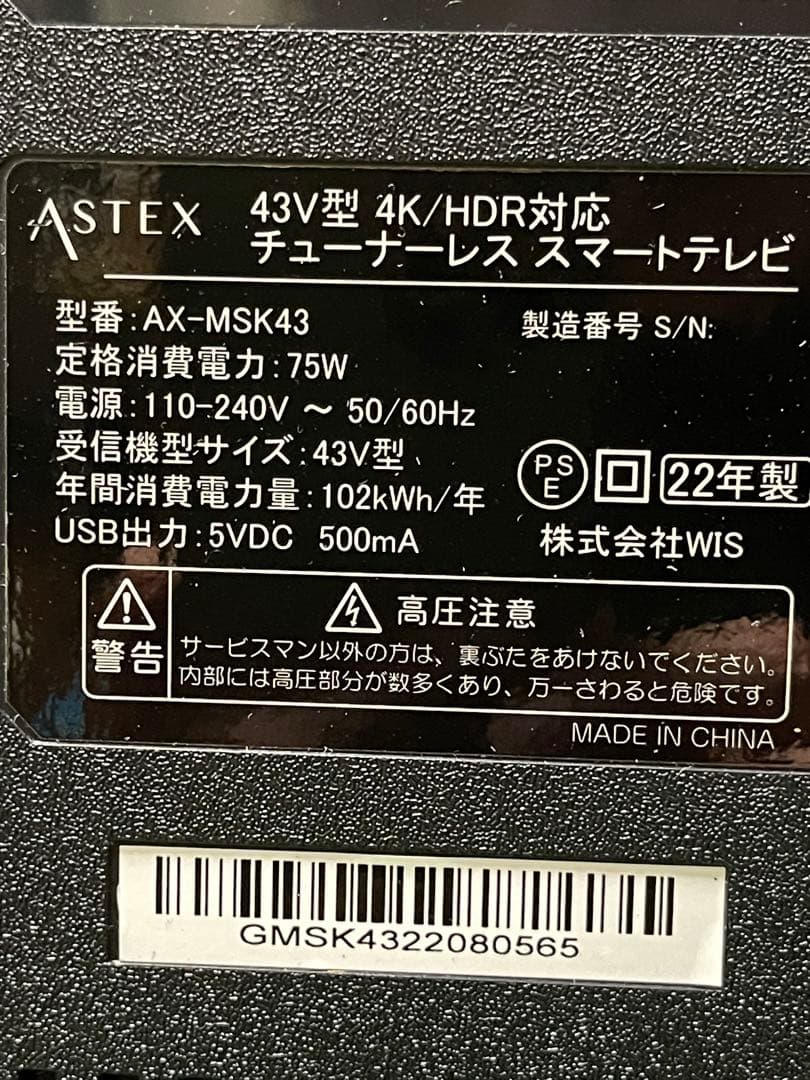 ASTEX
43V型 4K/HDR対応
チューナーレス スマートテレビ
型番:AX-MSK43
製造番号 S/N:
定格消費電力:75W
電源:110-240V ～ 50/60Hz
受信機型サイズ:43V型
年間消費電力量:102kWh/年
USB出力:5VDC 500mA
PS
E
22年製
株式会社WIS
警告
高圧注意
サービスマン以外の方は、裏ぶたをあけないでください。
内部には高圧部分が数多くあり、万一さわると危険です。
MADE IN CHINA
GMSK4322080565